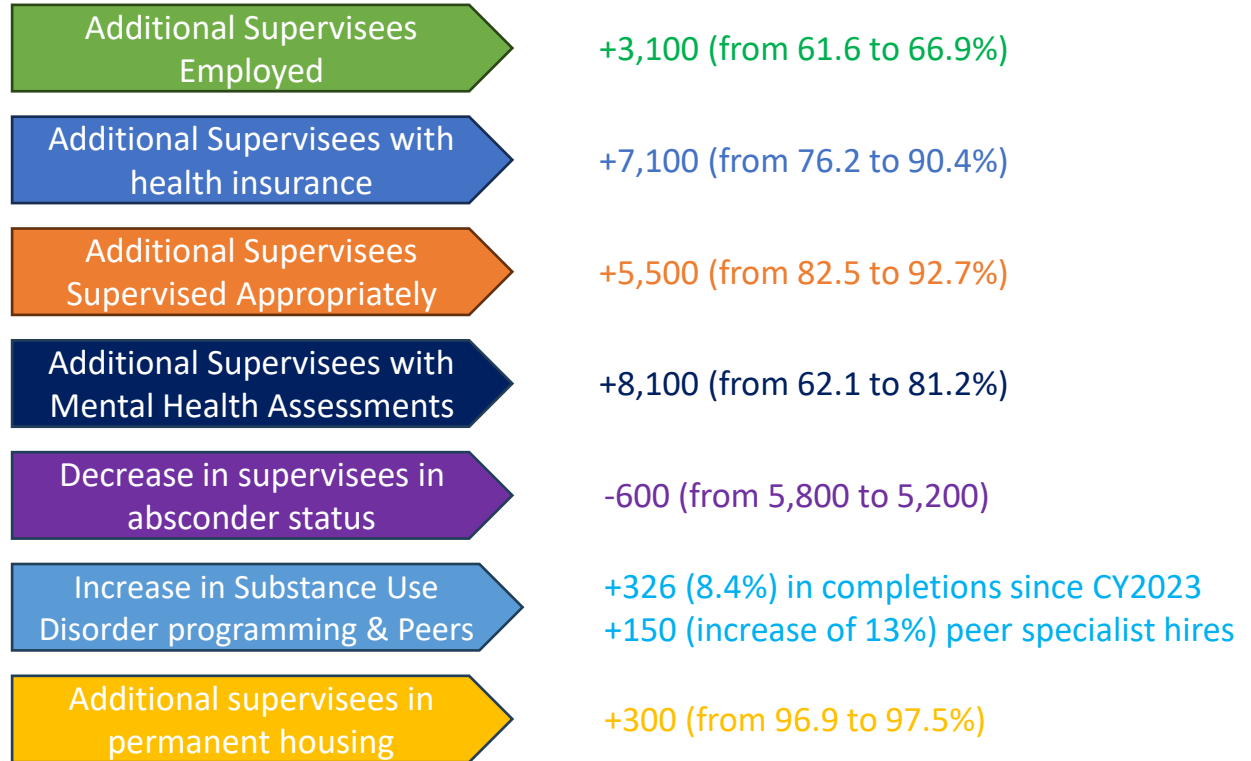 Additional Supervisees
Employed
+3,100 (from 61.6 to 66.9%)
Additional Supervisees with
health insurance
+7,100 (from 76.2 to 90.4%)
Additional Supervisees
Supervised Appropriately
+5,500 (from 82.5 to 92.7%)
Additional Supervisees with
Mental Health Assessments
+8,100 (from 62.1 to 81.2%)
Decrease in supervisees in
absconder status
-600 (from 5,800 to 5,200)
Increase in Substance Use
Disorder programming & Peers
+326 (8.4%) in completions since CY2023
+150 (increase of 13%) peer specialist hires
Additional supervisees in
permanent housing
+300 (from 96.9 to 97.5%)